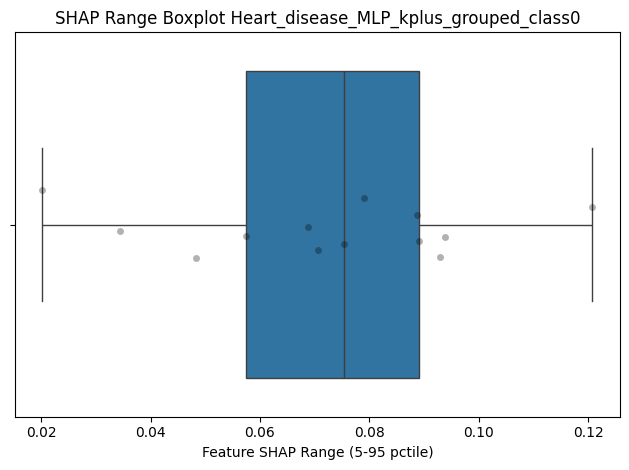 SHAP Range Boxplot Heart_disease_MLP_kplus_grouped_class0
0.02 0.04 0.06 0.08 0.10 0.12
Feature SHAP Range (5-95 pctile)